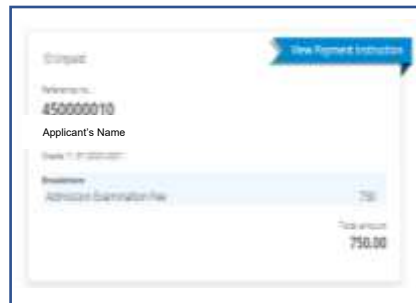 Unpaid
View Payment Instruction
Reference no.
450000010
Applicant's Name
Breakdown
Admission Examination Fee 750
Total amount
750.00